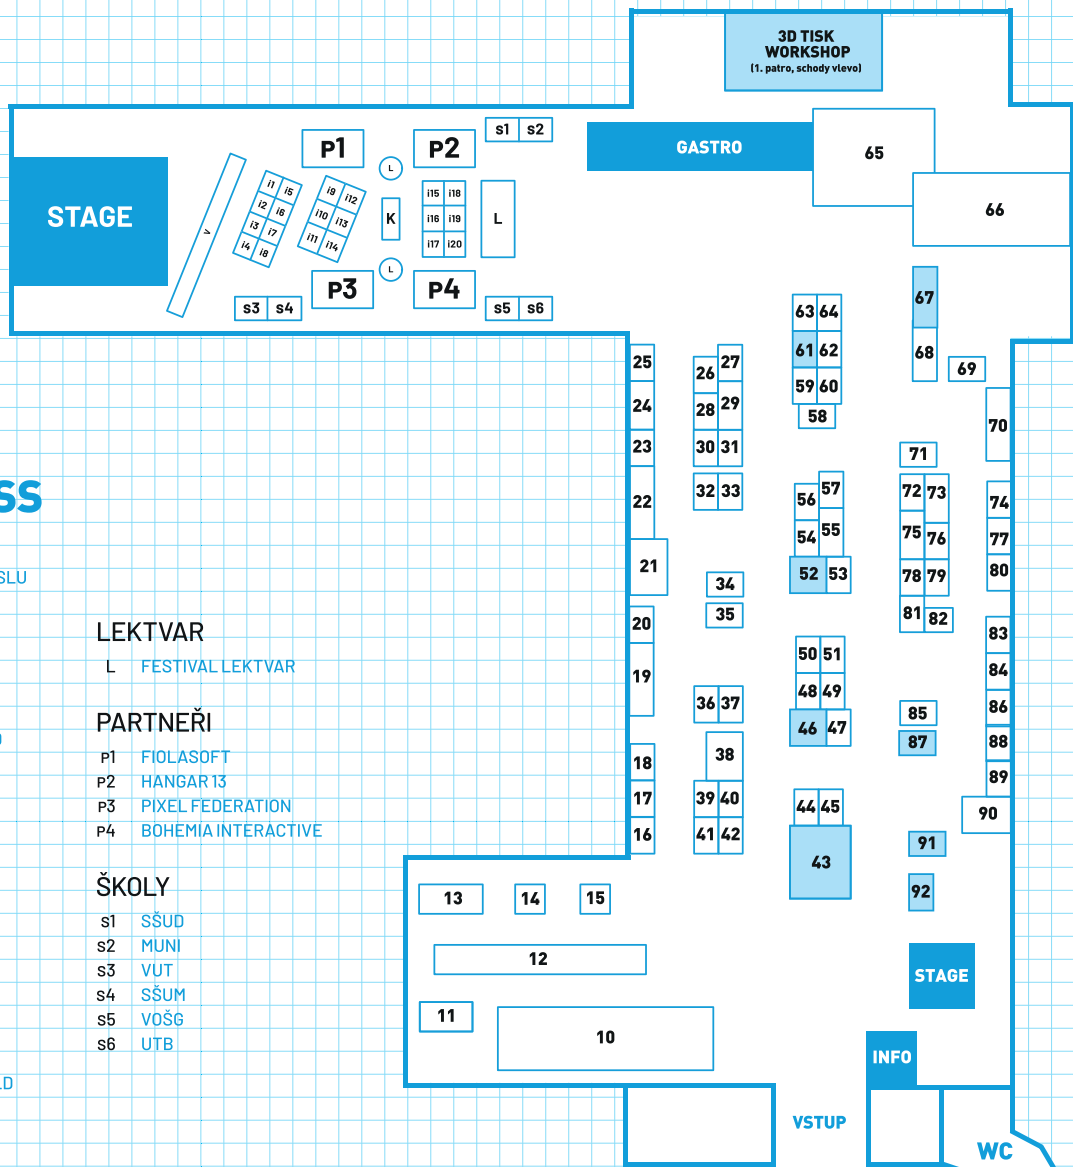 3D TISK
WORKSHOP
(1. patro, schody vlevo)
GASTRO
65
66
STAGE
P1
P2
s1 s2
L
V
i1 i5
i2 i6
i3 i7
i4 i8
i9 i12
i10 i13
i11 i14
K
i15 i18
i16 i19
i17 i20
L
L
P3
P4
s3 s4
s5 s6
67
68
69
70
63 64
61 62
59 60
58
25
24
23
22
21
20
19
18
17
16
26 27
28 29
30 31
32 33
34
35
36 37
38
39 40
41 42
56 57
54 55
52 53
50 51
48 49
46 47
44 45
43
71
72 73
75 76
78 79
81 82
74
77
80
83
84
86
88
89
90
85
87
91
92
13 14 15
12
11
10
STAGE
INFO
VSTUP
WC
SS
SLU
LD
LEKTVAR
L FESTIVAL LEKTVAR
PARTNEŘI
P1 FIOLASOFT
P2 HANGAR 13
P3 PIXEL FEDERATION
P4 BOHEMIA INTERACTIVE
ŠKOLY
s1 SŠUD
s2 MUNI
s3 VUT
s4 SŠUM
s5 VOŠG
s6 UTB